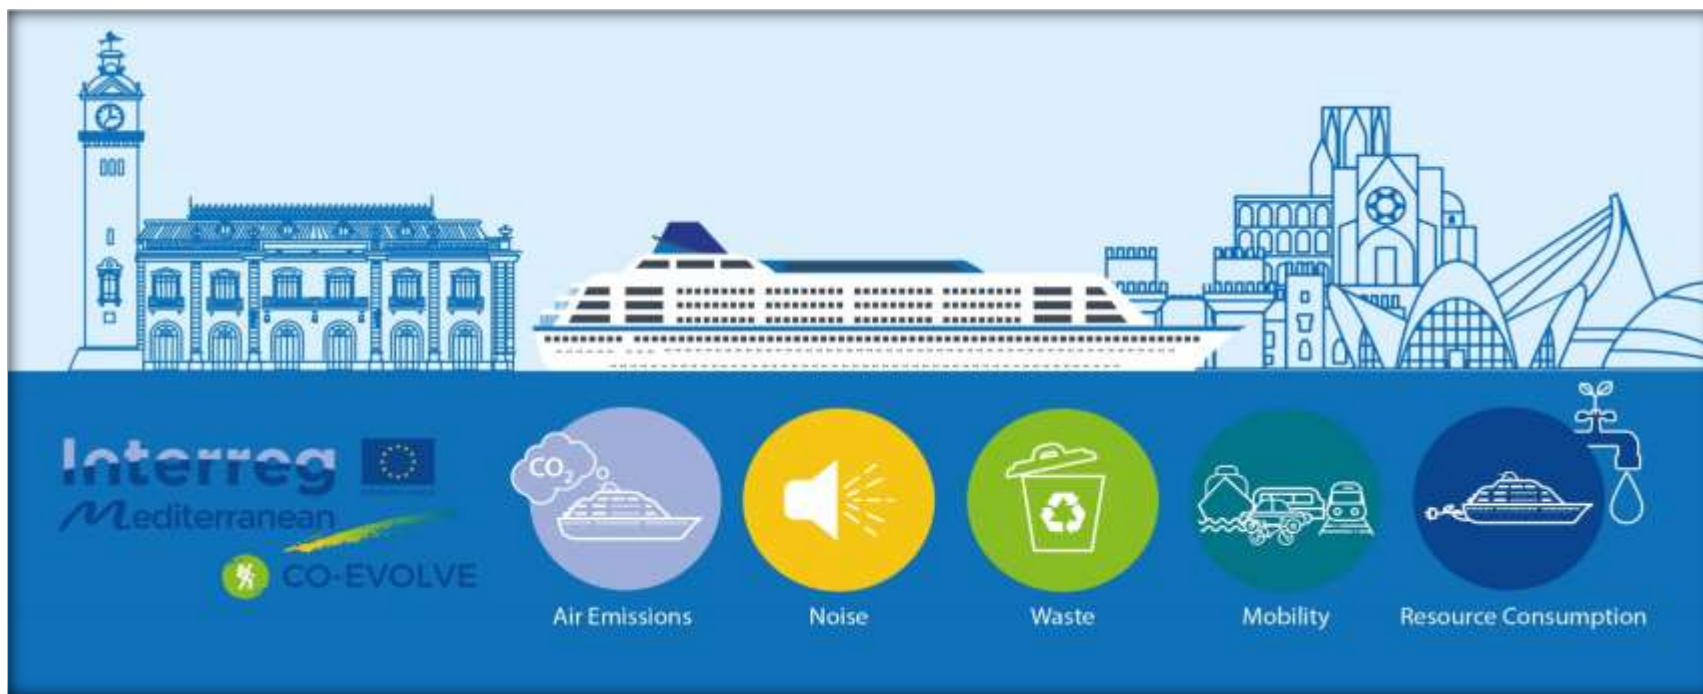 Interreg
Mediterranean
CO-EVOLVE
CO2
Air Emissions
Noise
Waste
Mobility
Resource Consumption